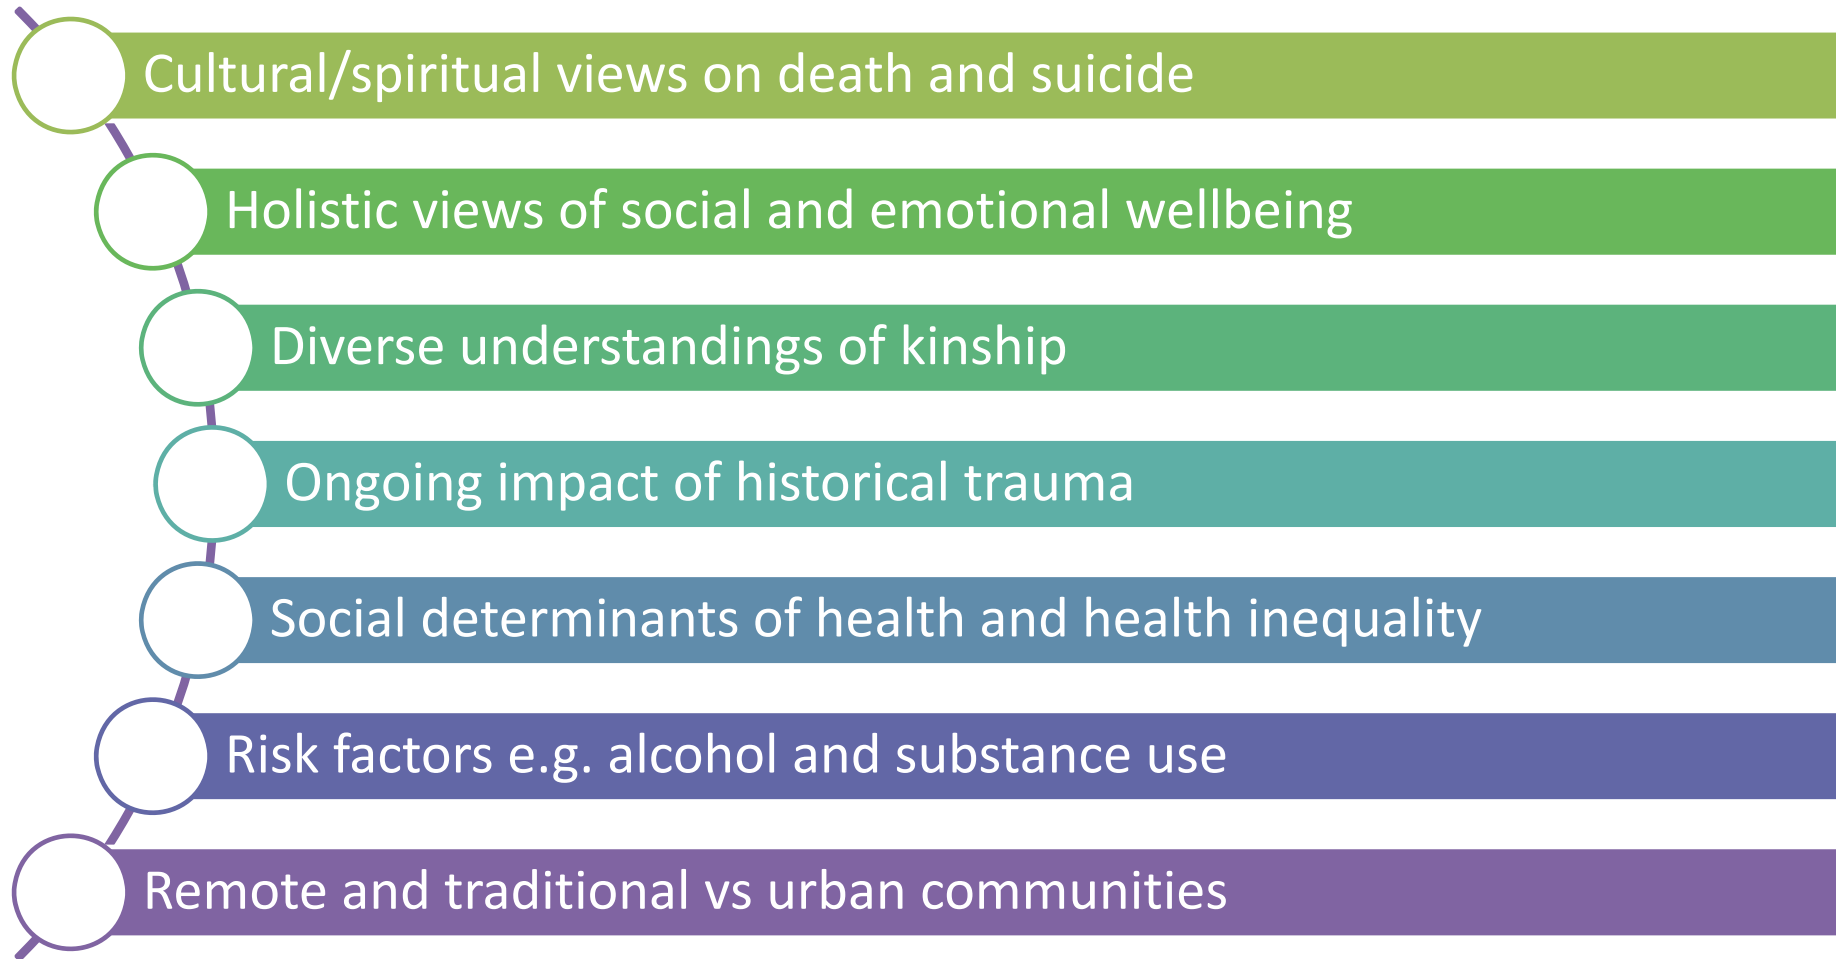 Cultural/spiritual views on death and suicide
Holistic views of social and emotional wellbeing
Diverse understandings of kinship
Ongoing impact of historical trauma
Social determinants of health and health inequality
Risk factors e.g. alcohol and substance use
Remote and traditional vs urban communities